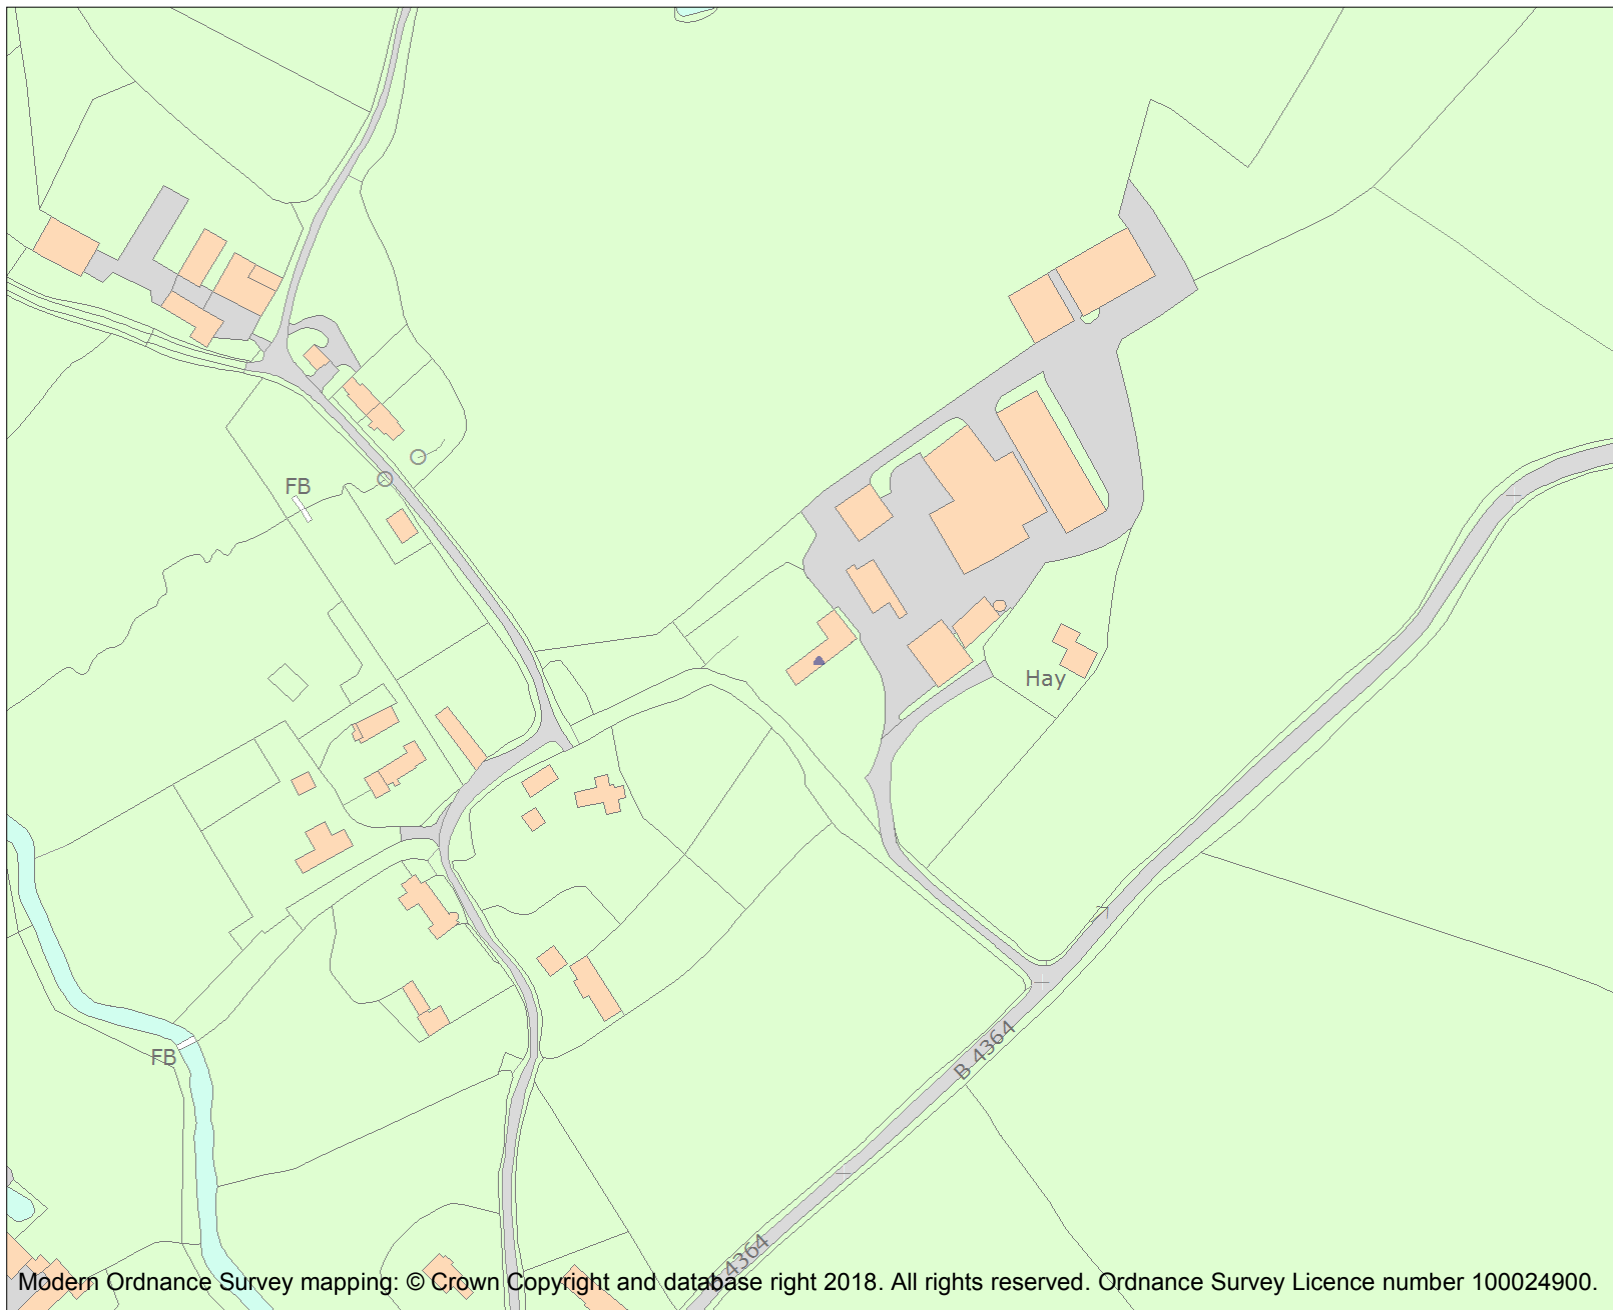 FB
Hay
FB
B 4364
4364
Modern Ordnance Survey mapping: © Crown Copyright and database right 2018. All rights reserved. Ordnance Survey Licence number 100024900.